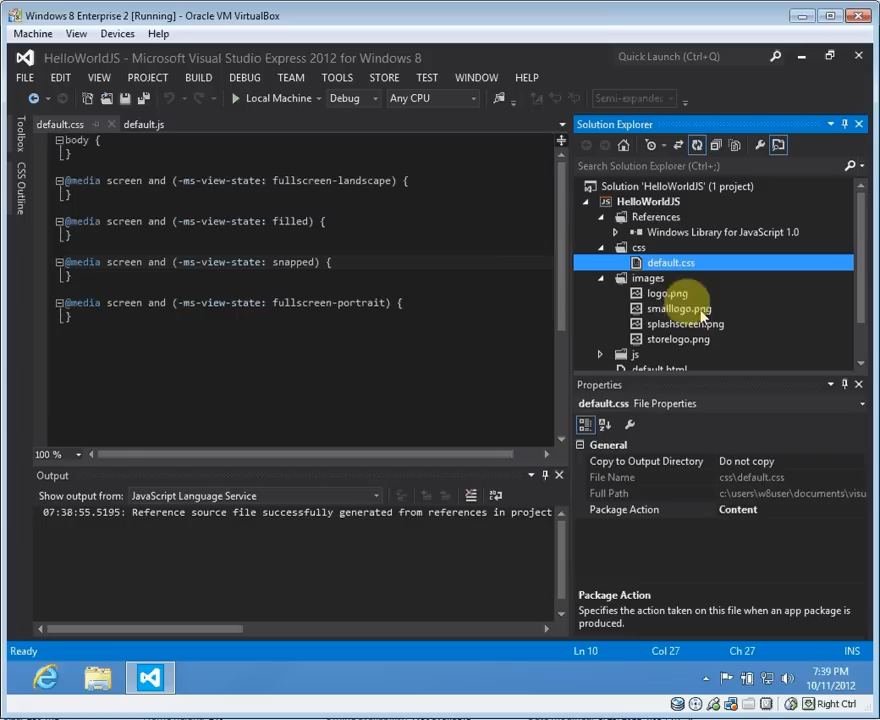 Windows 8 Enterprise 2 [Running] - Oracle VM VirtualBox
Machine View Devices Help
HelloWorldJS - Microsoft Visual Studio Express 2012 for Windows 8
Quick Launch (Ctrl+Q)
FILE EDIT VIEW PROJECT BUILD DEBUG TEAM TOOLS STORE TEST WINDOW HELP
Local Machine Debug Any CPU Semi-expanded
Toolbox
CSS Outline
default.css default.js
body {
}
@media screen and (-ms-view-state: fullscreen-landscape) {
}
@media screen and (-ms-view-state: filled) {
}
@media screen and (-ms-view-state: snapped) {
}
@media screen and (-ms-view-state: fullscreen-portrait) {
}
100 %
Solution Explorer
Search Solution Explorer (Ctrl+;)
Solution 'HelloWorldJS' (1 project)
JS HelloWorldJS
References
Windows Library for JavaScript 1.0
css
default.css
images
logo.png
smalllogo.png
splashscreen.png
storelogo.png
js
default.html
Properties
default.css File Properties
General
Copy to Output Directory Do not copy
File Name css\default.css
Full Path c:\users\w8user\documents\visu
Package Action Content
Package Action
Specifies the action taken on this file when an app package is
produced.
Output
Show output from: JavaScript Language Service
07:38:55.5195: Reference source file successfully generated from references in project
Ready Ln 10 Col 27 Ch 27 INS
7:39 PM
10/11/2012
Right Ctrl